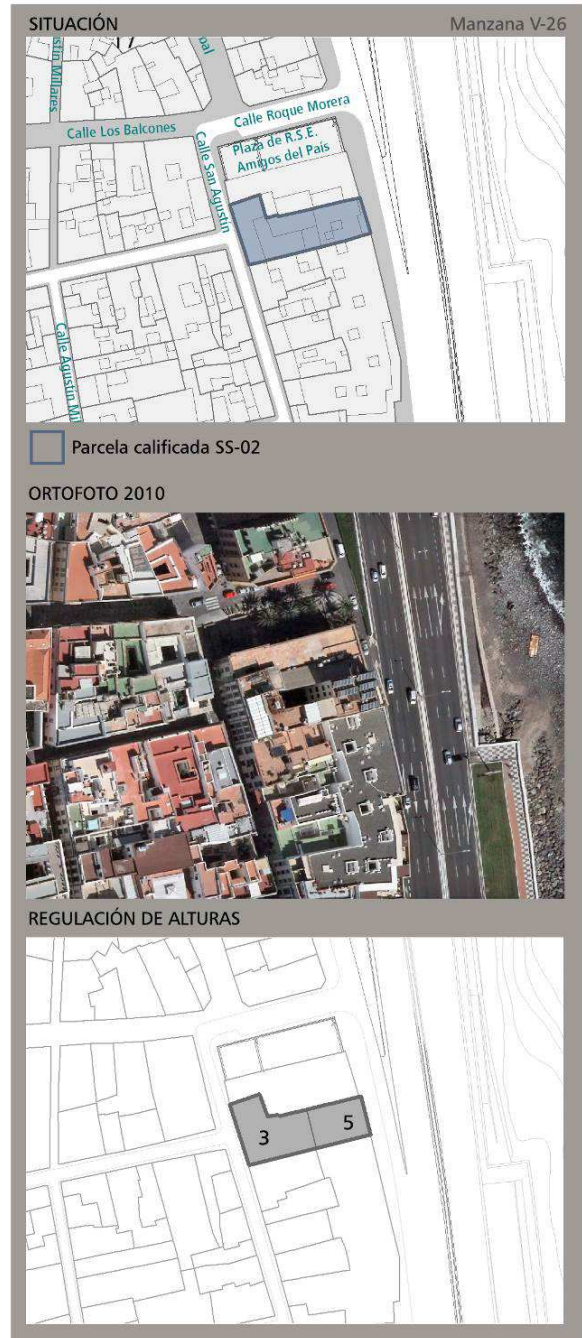 SITUACIÓN
Manzana V-26
17
Calle Roque Morera
Calle Los Balcones
Plaza de R.S.E.
Amigos del País
Calle San Agustín
Parcela calificada SS-02
ORTOFOTO 2010
REGULACIÓN DE ALTURAS
3
5